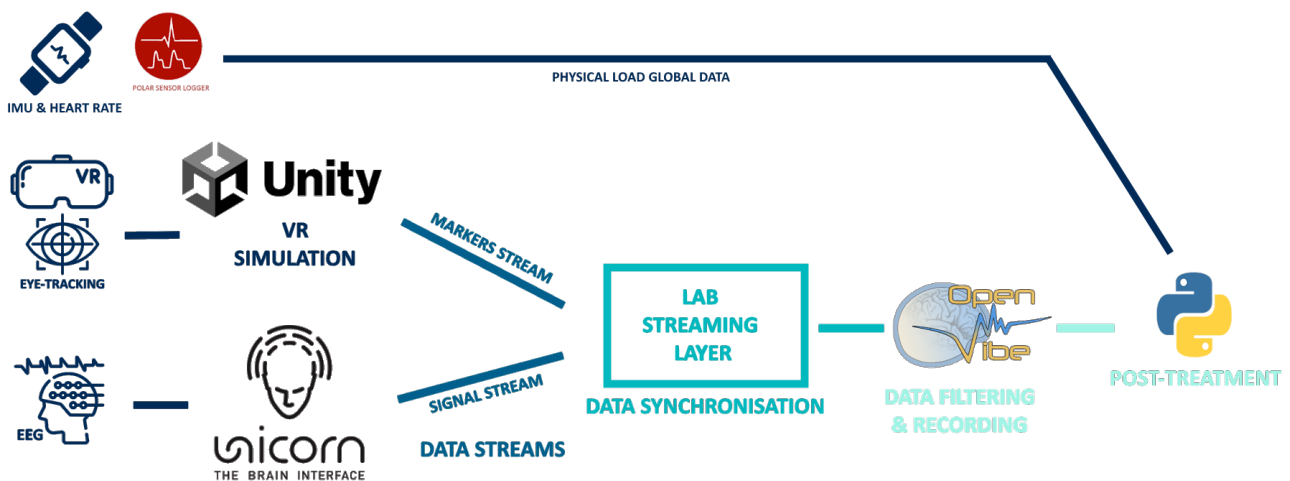 IMU & HEART RATE
POLAR SENSOR LOGGER
PHYSICAL LOAD GLOBAL DATA
VR
EYE-TRACKING
Unity
VR
SIMULATION
MARKERS STREAM
LAB
STREAMING
LAYER
DATA SYNCHRONISATION
Open
Vibe
DATA FILTERING
& RECORDING
POST-TREATMENT
EEG
unicorn
THE BRAIN INTERFACE
SIGNAL STREAM
DATA STREAMS